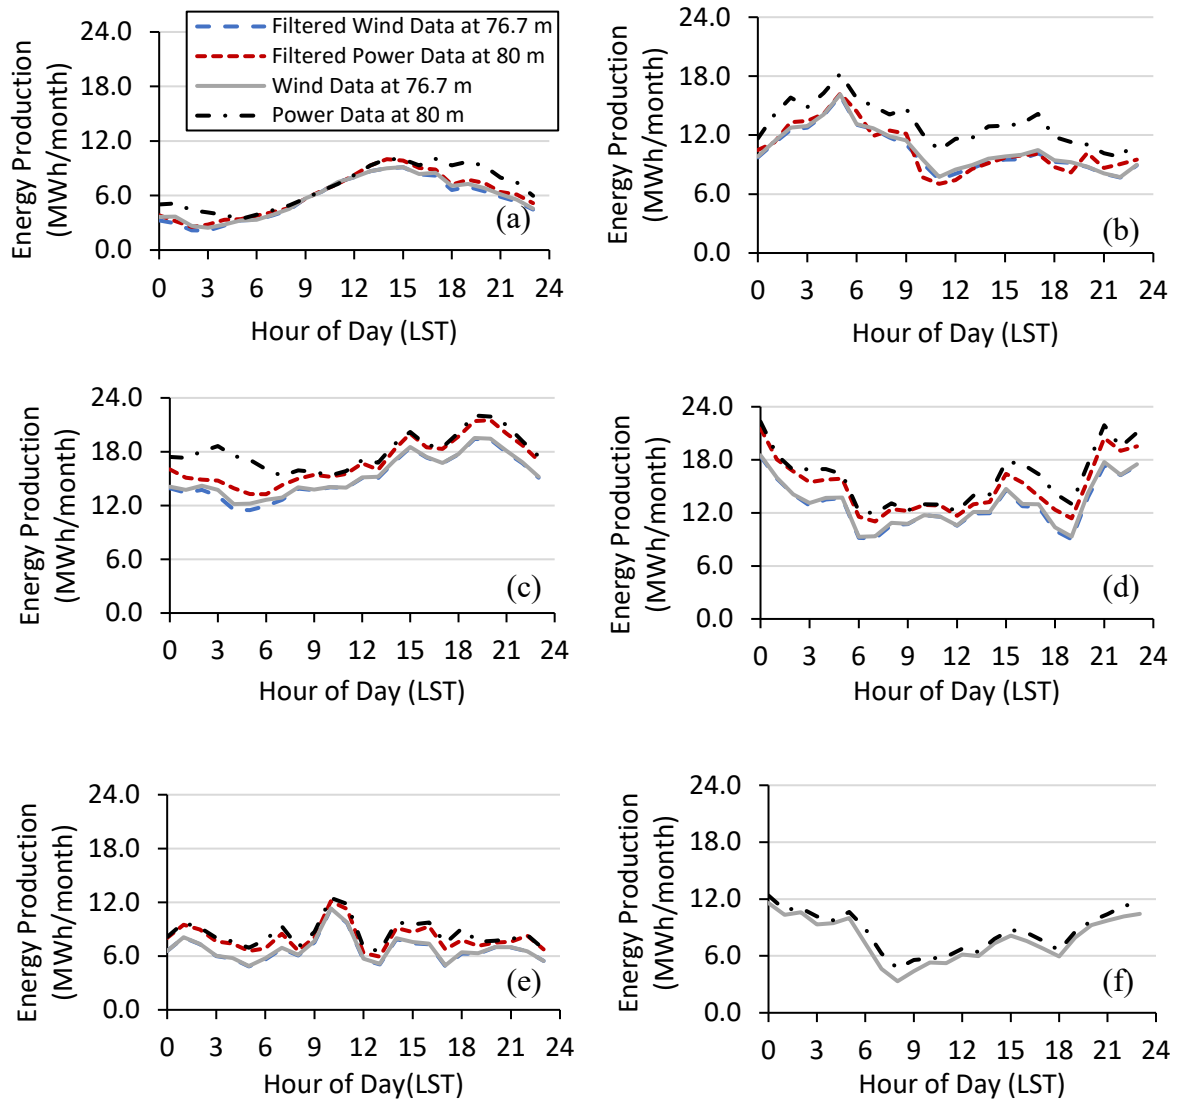 Energy Production
(MWh/month)
24.0
18.0
12.0
6.0
0.0
Filtered Wind Data at 76.7 m
Filtered Power Data at 80 m
Wind Data at 76.7 m
Power Data at 80 m
(a)
0 3 6 9 12 15 18 21 24
Hour of Day (LST)
Energy Production
(MWh/month)
24.0
18.0
12.0
6.0
0.0
(b)
0 3 6 9 12 15 18 21 24
Hour of Day (LST)
Energy Production
(MWh/month)
24.0
18.0
12.0
6.0
0.0
(c)
0 3 6 9 12 15 18 21 24
Hour of Day (LST)
Energy Production
(MWh/month)
24.0
18.0
12.0
6.0
0.0
(d)
0 3 6 9 12 15 18 21 24
Hour of Day (LST)
Energy Production
(MWh/month)
24.0
18.0
12.0
6.0
0.0
(e)
0 3 6 9 12 15 18 21 24
Hour of Day(LST)
Energy Production
(MWh/month)
24.0
18.0
12.0
6.0
0.0
(f)
0 3 6 9 12 15 18 21 24
Hour of Day (LST)